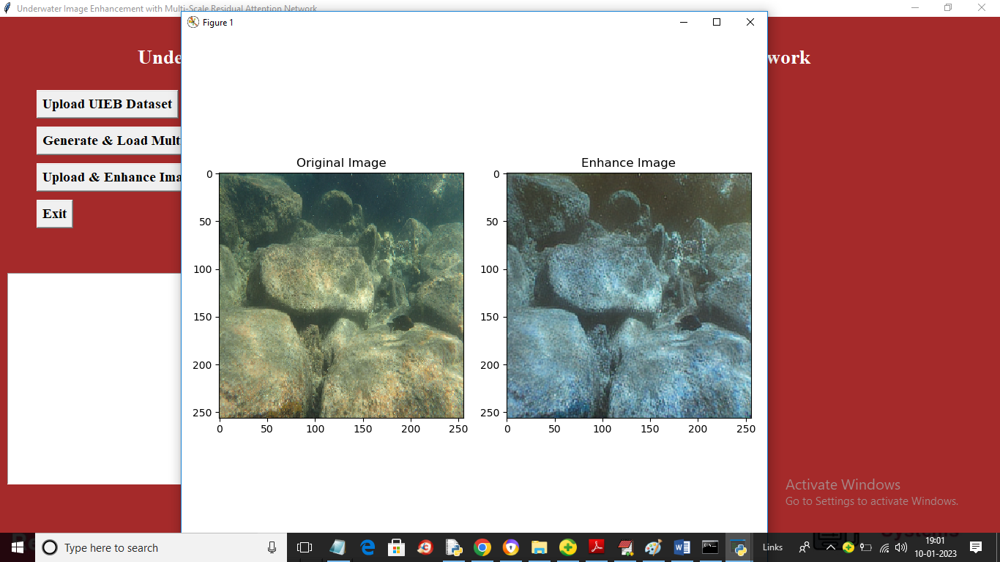 Underwater Image Enhancement with Multi-Scale Residual Attention Network
Figure 1
Unde
work
Upload UIEB Dataset
Generate & Load Mult
Upload & Enhance Ima
Exit
Original Image
Enhance Image
0
50
100
150
200
250
0 50 100 150 200 250
0
50
100
150
200
250
0 50 100 150 200 250
Activate Windows
Go to Settings to activate Windows.
Type here to search
Links
19:01
10-01-2023